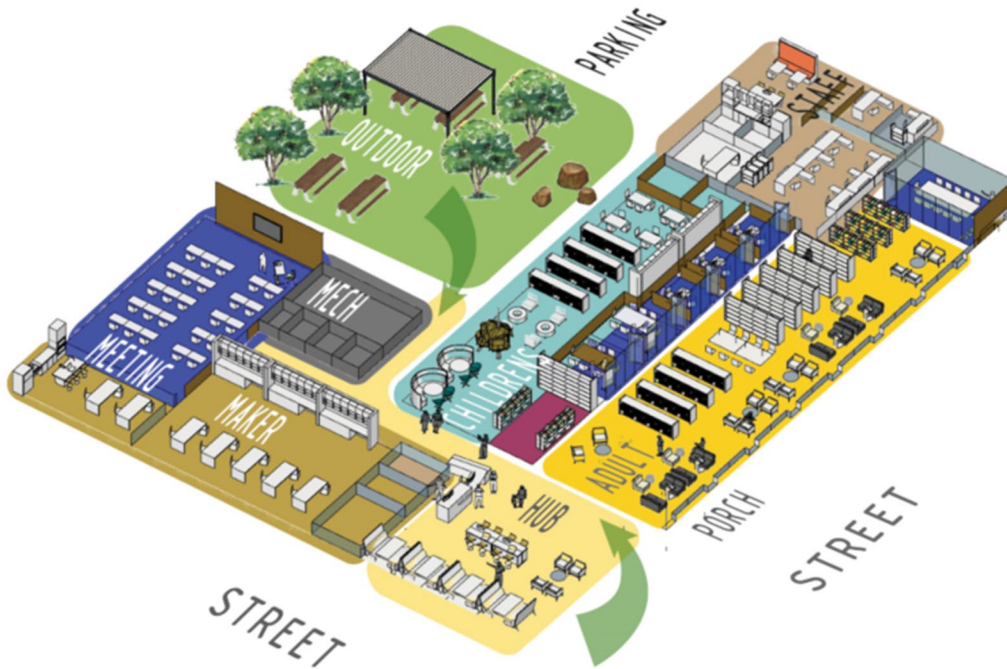 PARKING
STAFF
OUTDOOR
MECH
MEETING
CHILDRENS
MAKER
ADULT
HUB
PORCH
STREET
STREET